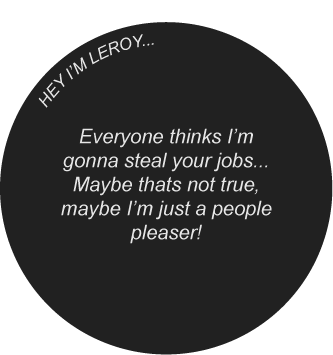 HEY I'M LEROY...
Everyone thinks I'm
gonna steal your jobs...
Maybe thats not true,
maybe I'm just a people
pleaser!